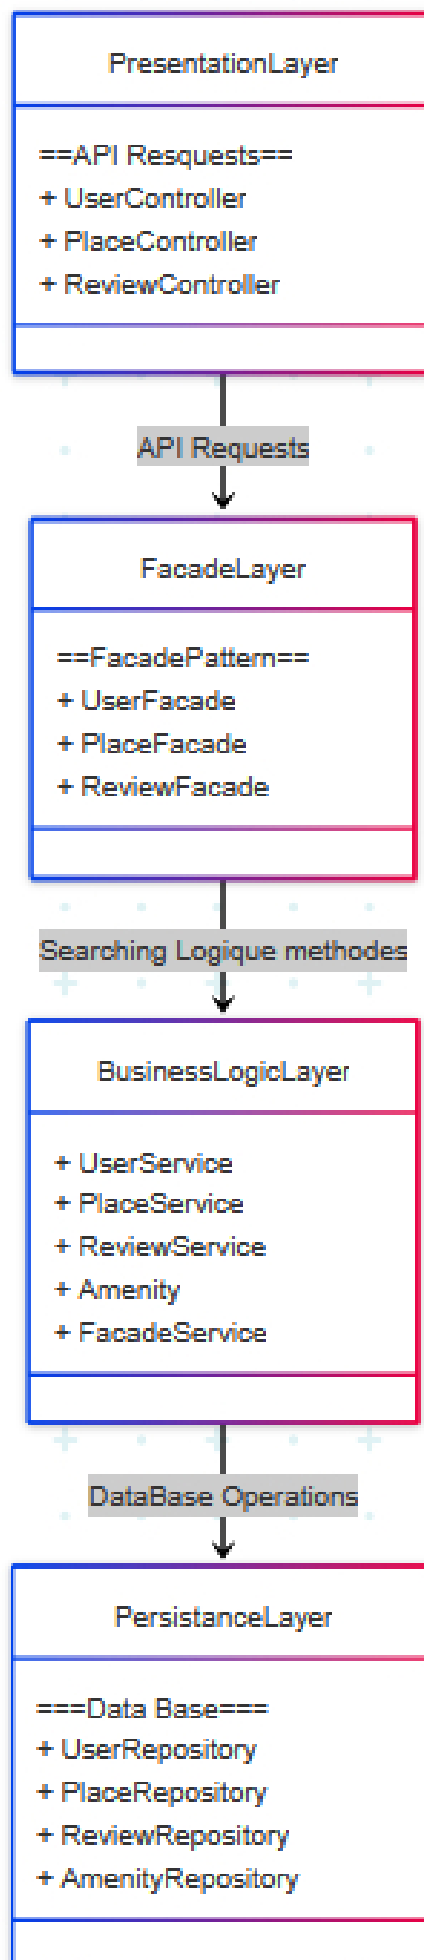 PresentationLayer
==API Resquests==
+ UserController
+ PlaceController
+ ReviewController
API Requests
FacadeLayer
==FacadePattern==
+ UserFacade
+ PlaceFacade
+ ReviewFacade
Searching Logique methodes
BusinessLogicLayer
+ UserService
+ PlaceService
+ ReviewService
+ Amenity
+ FacadeService
DataBase Operations
PersistanceLayer
===Data Base===
+ UserRepository
+ PlaceRepository
+ ReviewRepository
+ AmenityRepository